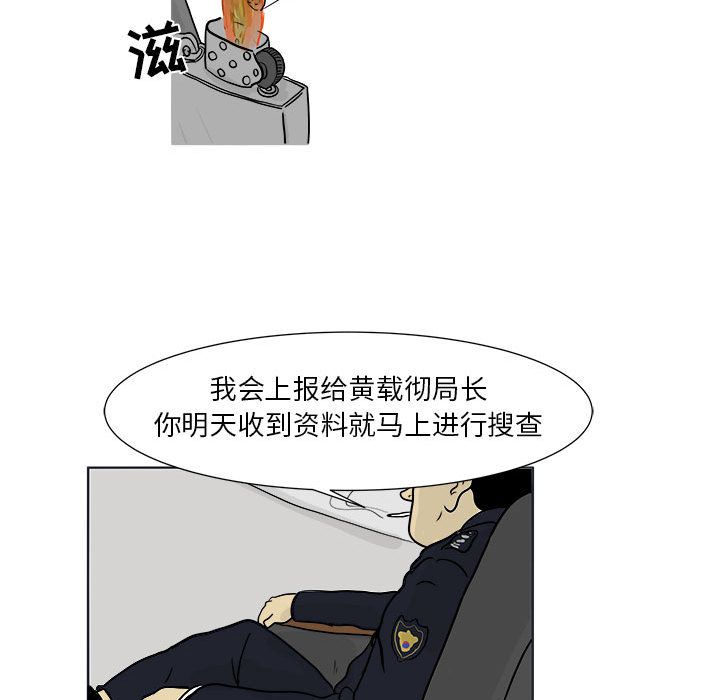 滋
我会上报给黄载彻局长
你明天收到资料就马上进行搜查